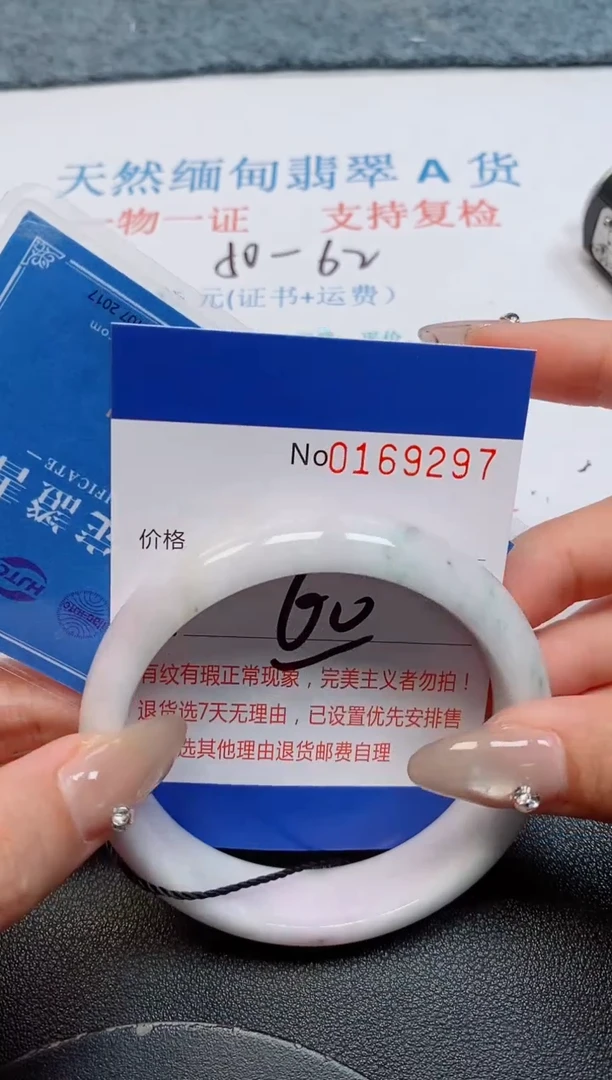 天然缅甸翡翠 A 货
一物一证 支持复检
元(证书+运费）
07 2017
No0169297
价格
60
有纹有瑕正常现象，完美主义者勿拍！
退货选7天无理由，已设置优先安排售
选其他理由退货邮费自理
HJTC